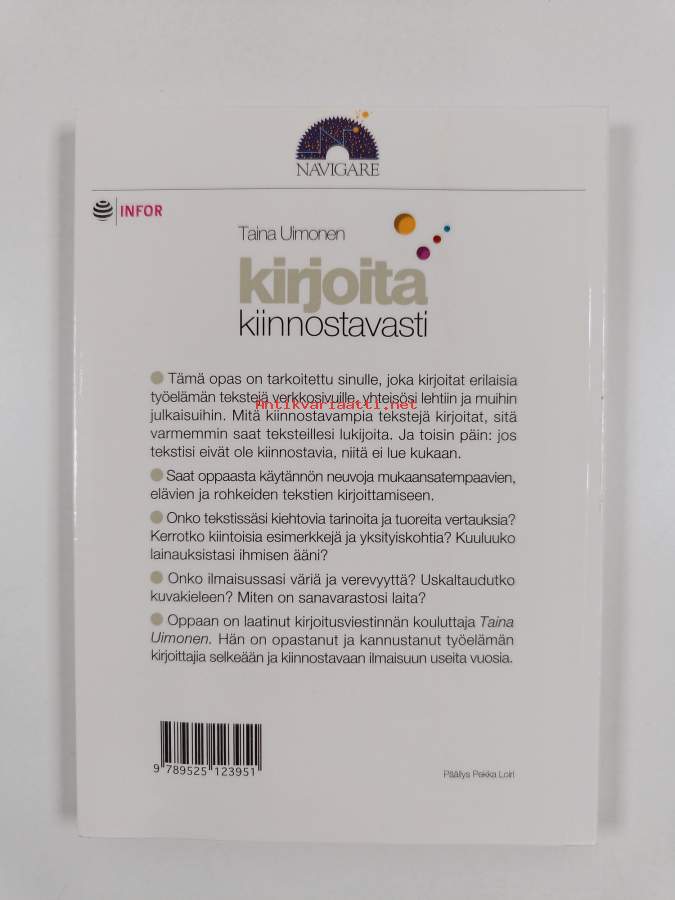 NAVIGARE
INFOR
Taina Uimonen
kirjoita
kiinnostavasti
Tämä opas on tarkoitettu sinulle, joka kirjoitat erilaisia
työelämän tekstejä verkkosivuille, yhteisösi lehtiin ja muihin
Antikvariaatti.net
julkaisuihin. Mitä kiinnostavampia tekstejä kirjoitat, sitä
varmemmin saat teksteillesi lukijoita. Ja toisin päin: jos
tekstisi eivät ole kiinnostavia, niitä ei lue kukaan.
Saat oppaasta käytännön neuvoja mukaansatempaavien,
elävien ja rohkeiden tekstien kirjoittamiseen.
Onko tekstissäsi kiehtovia tarinoita ja tuoreita vertauksia?
Kerrotko kiintoisia esimerkkejä ja yksityiskohtia? Kuuluuko
lainauksistasi ihmisen ääni?
Onko ilmaisussasi väriä ja verevyyttä? Uskaltaudutko
kuvakieleen? Miten on sanavarastosi laita?
Oppaan on laatinut kirjoitusviestinnän kouluttaja Taina
Uimonen. Hän on opastanut ja kannustanut työelämän
kirjoittajia selkeään ja kiinnostavaan ilmaisuun useita vuosia.
9 789525 123951
Päällys Pekka Loiri